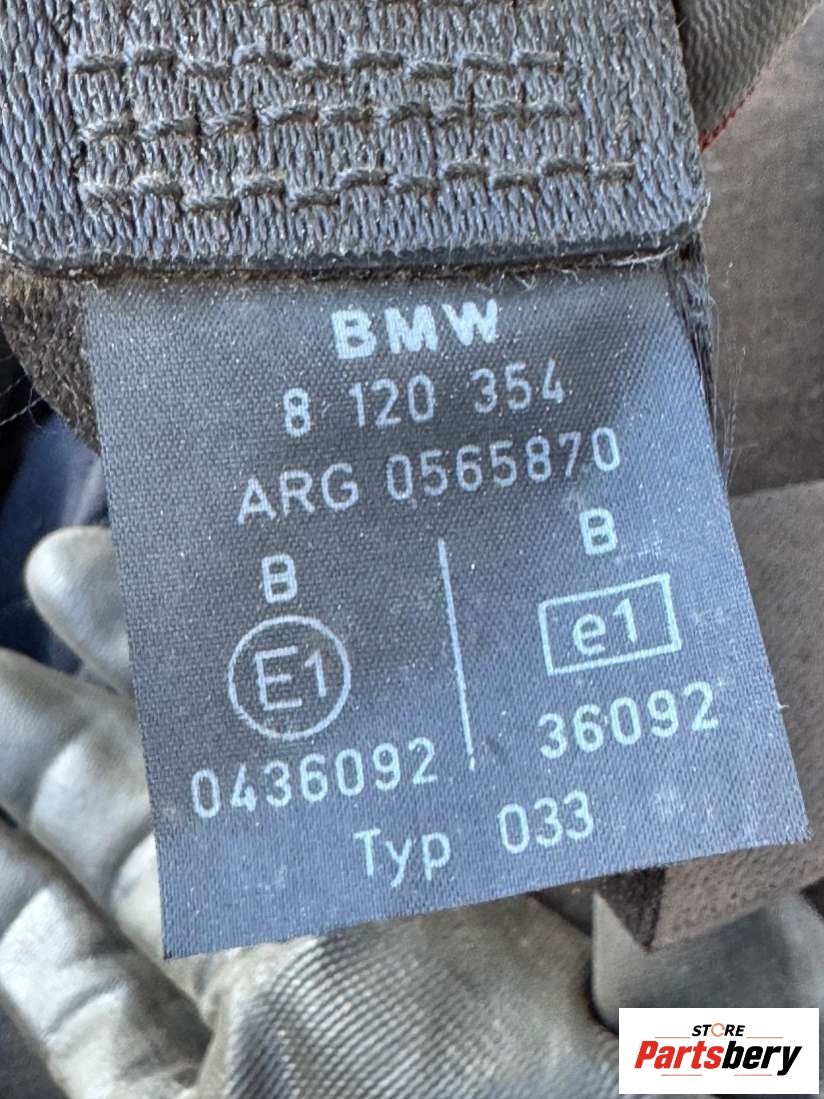 BMW
8 120 354
ARG 0565870
B B
E1 e1
0436092 36092
Typ 033
STORE
Partsbery